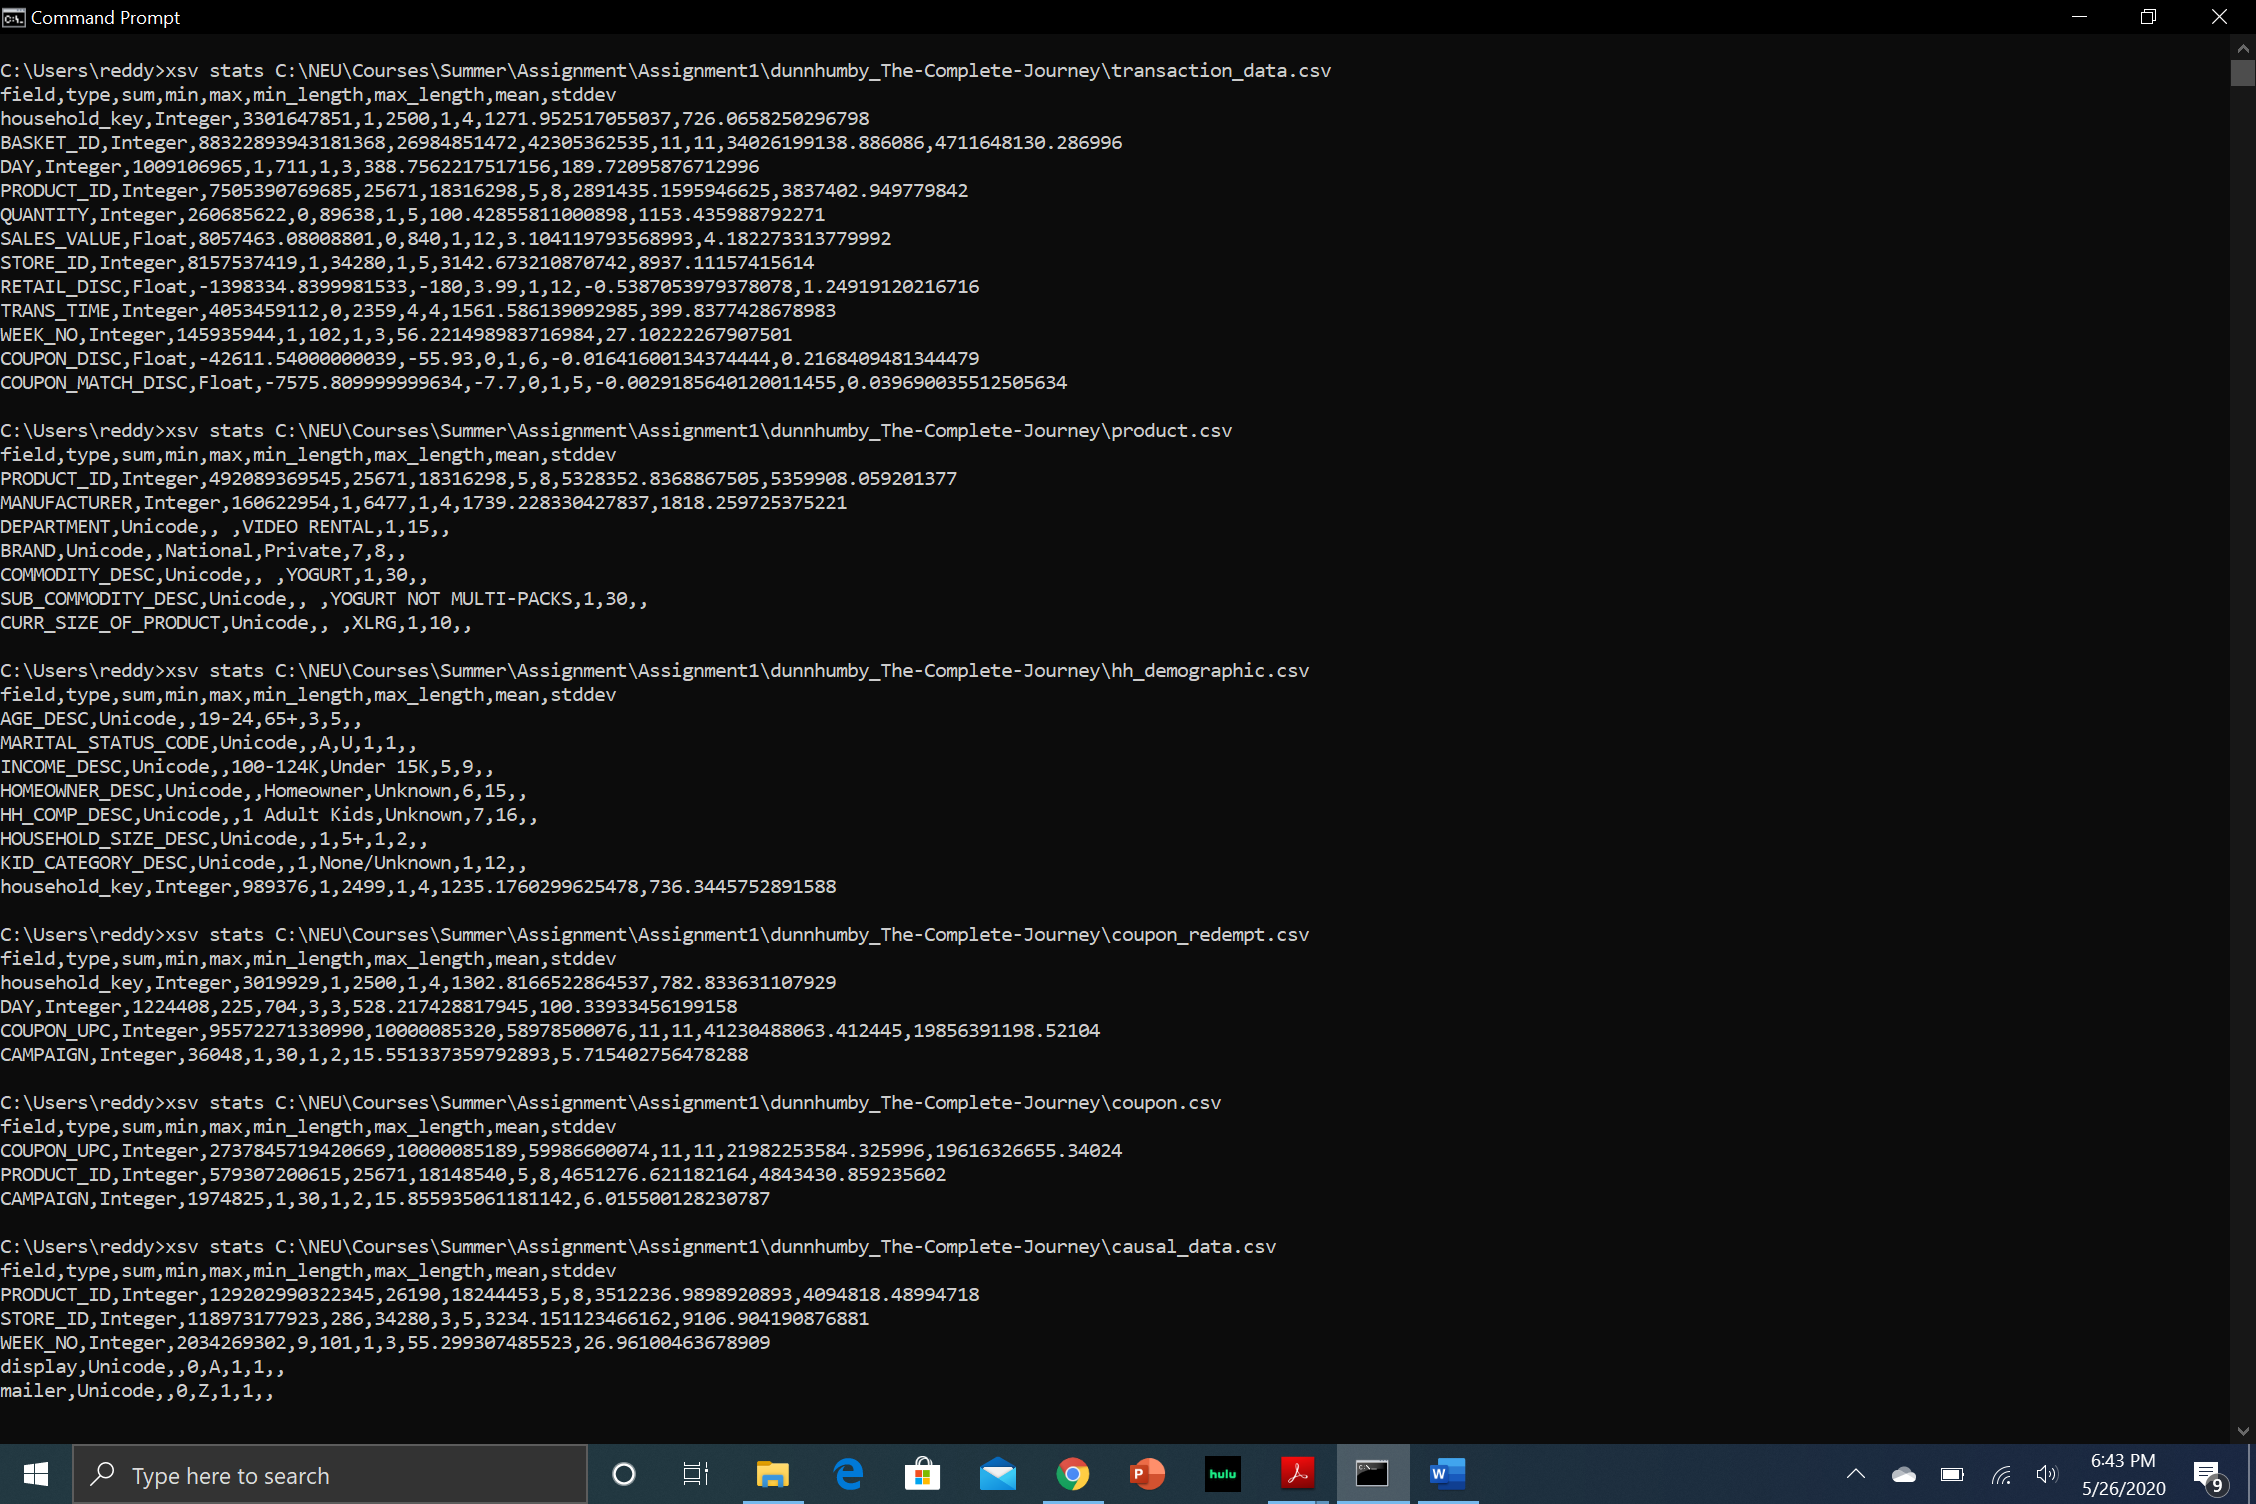 Command Prompt
C:\Users\reddy>xsv stats C:\NEU\Courses\Summer\Assignment\Assignment1\dunnhumby_The-Complete-Journey\transaction_data.csv
field,type,sum,min,max,min_length,max_length,mean,stddev
household_key,Integer,3301647851,1,2500,1,4,1271.952517055037,726.0658250296798
BASKET_ID,Integer,88322893943181368,26984851472,42305362535,11,11,34026199138.886086,4711648130.286996
DAY,Integer,1009106965,1,711,1,3,388.7562217517156,189.72095876712996
PRODUCT_ID,Integer,7505390769685,25671,18316298,5,8,2891435.1595946625,3837402.949779842
QUANTITY,Integer,260685622,0,89638,1,5,100.42855811000898,1153.435988792271
SALES_VALUE,Float,8057463.08008801,0,840,1,12,3.104119793568993,4.182273313779992
STORE_ID,Integer,8157537419,1,34280,1,5,3142.673210870742,8937.11157415614
RETAIL_DISC,Float,-1398334.8399981533,-180,3.99,1,12,-0.5387053979378078,1.24919120216716
TRANS_TIME,Integer,4053459112,0,2359,4,4,1561.586139092985,399.8377428678983
WEEK_NO,Integer,145935944,1,102,1,3,56.221498983716984,27.10222267907501
COUPON_DISC,Float,-42611.54000000039,-55.93,0,1,6,-0.01641600134374444,0.2168409481344479
COUPON_MATCH_DISC,Float,-7575.809999999634,-7.7,0,1,5,-0.0029185640120011455,0.039690035512505634
C:\Users\reddy>xsv stats C:\NEU\Courses\Summer\Assignment\Assignment1\dunnhumby_The-Complete-Journey\product.csv
field,type,sum,min,max,min_length,max_length,mean,stddev
PRODUCT_ID,Integer,492089369545,25671,18316298,5,8,5328352.8368867505,5359908.059201377
MANUFACTURER,Integer,160622954,1,6477,1,4,1739.228330427837,1818.259725375221
DEPARTMENT,Unicode,, ,VIDEO RENTAL,1,15,,
BRAND,Unicode,,National,Private,7,8,,
COMMODITY_DESC,Unicode,, ,YOGURT,1,30,,
SUB_COMMODITY_DESC,Unicode,, ,YOGURT NOT MULTI-PACKS,1,30,,
CURR_SIZE_OF_PRODUCT,Unicode,, ,XLRG,1,10,,
C:\Users\reddy>xsv stats C:\NEU\Courses\Summer\Assignment\Assignment1\dunnhumby_The-Complete-Journey\hh_demographic.csv
field,type,sum,min,max,min_length,max_length,mean,stddev
AGE_DESC,Unicode,,19-24,65+,3,5,,
MARITAL_STATUS_CODE,Unicode,,A,U,1,1,,
INCOME_DESC,Unicode,,100-124K,Under 15K,5,9,,
HOMEOWNER_DESC,Unicode,,Homeowner,Unknown,6,15,,
HH_COMP_DESC,Unicode,,1 Adult Kids,Unknown,7,16,,
HOUSEHOLD_SIZE_DESC,Unicode,,1,5+,1,2,,
KID_CATEGORY_DESC,Unicode,,1,None/Unknown,1,12,,
household_key,Integer,989376,1,2499,1,4,1235.1760299625478,736.3445752891588
C:\Users\reddy>xsv stats C:\NEU\Courses\Summer\Assignment\Assignment1\dunnhumby_The-Complete-Journey\coupon_redempt.csv
field,type,sum,min,max,min_length,max_length,mean,stddev
household_key,Integer,3019929,1,2500,1,4,1302.8166522864537,782.833631107929
DAY,Integer,1224408,225,704,3,3,528.217428817945,100.33933456199158
COUPON_UPC,Integer,95572271330990,10000085320,58978500076,11,11,41230488063.412445,19856391198.52104
CAMPAIGN,Integer,36048,1,30,1,2,15.551337359792893,5.715402756478288
C:\Users\reddy>xsv stats C:\NEU\Courses\Summer\Assignment\Assignment1\dunnhumby_The-Complete-Journey\coupon.csv
field,type,sum,min,max,min_length,max_length,mean,stddev
COUPON_UPC,Integer,2737845719420669,10000085189,59986600074,11,11,21982253584.325996,19616326655.34024
PRODUCT_ID,Integer,579307200615,25671,18148540,5,8,4651276.621182164,4843430.859235602
CAMPAIGN,Integer,1974825,1,30,1,2,15.855935061181142,6.015500128230787
C:\Users\reddy>xsv stats C:\NEU\Courses\Summer\Assignment\Assignment1\dunnhumby_The-Complete-Journey\causal_data.csv
field,type,sum,min,max,min_length,max_length,mean,stddev
PRODUCT_ID,Integer,129202990322345,26190,18244453,5,8,3512236.9898920893,4094818.48994718
STORE_ID,Integer,118973177923,286,34280,3,5,3234.151123466162,9106.904190876881
WEEK_NO,Integer,2034269302,9,101,1,3,55.299307485523,26.96100463678909
display,Unicode,,0,A,1,1,,
mailer,Unicode,,0,Z,1,1,,
Type here to search
hulu
6:43 PM
5/26/2020
9